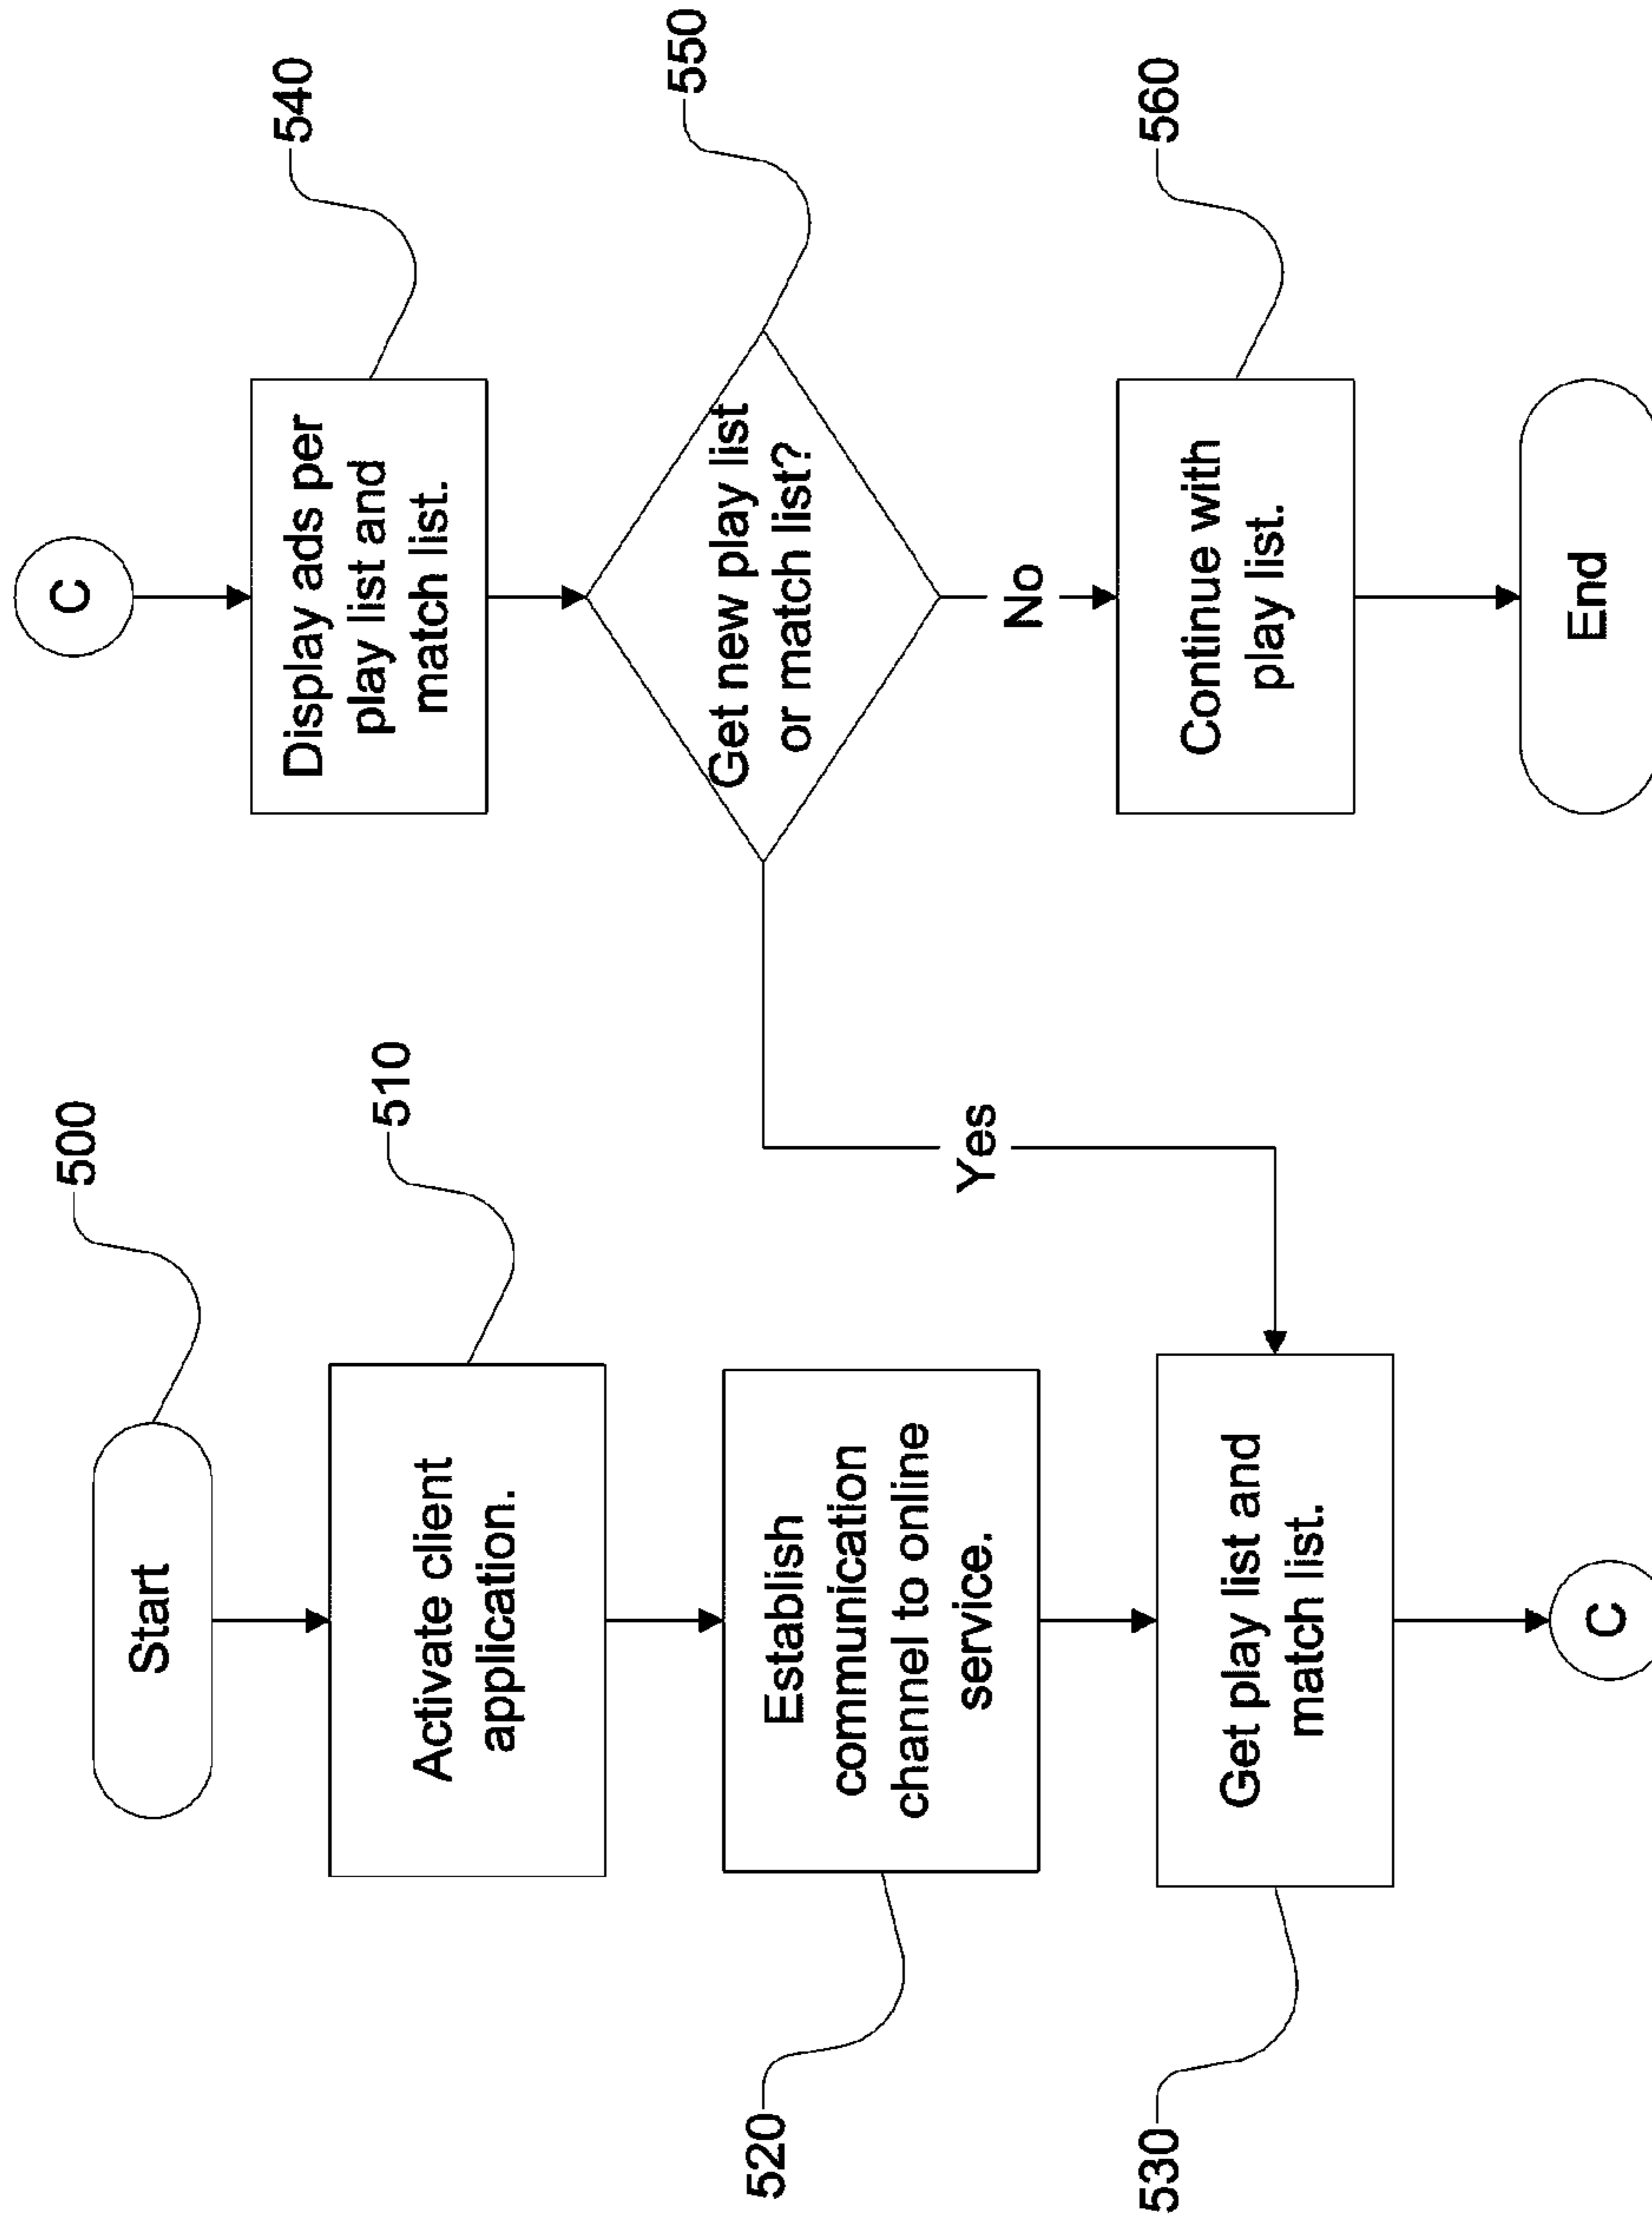 500
Start
510
Activate client
application.
520
Establish
communication
channel to online
service.
530
Get play list and
match list.
C
Yes
C
540
Display ads per
play list and
match list.
550
Get new play list
or match list?
No
560
Continue with
play list.
End